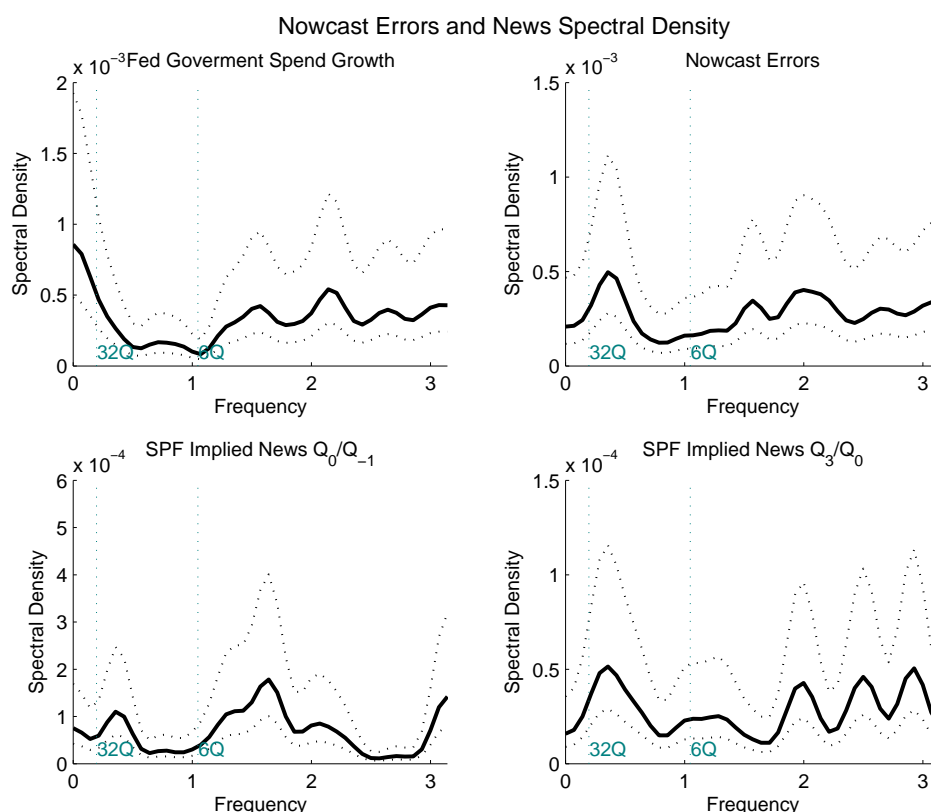 Nowcast Errors and News Spectral Density
x 10⁻³ Fed Goverment Spend Growth
2
1.5
1
0.5
0
Spectral Density
32Q
6Q
0 1 2 3
Frequency
x 10⁻³
Nowcast Errors
1.5
1
0.5
0
Spectral Density
32Q
6Q
0 1 2 3
Frequency
x 10⁻⁴
SPF Implied News Q₀/Q₋₁
6
5
4
3
2
1
0
Spectral Density
32Q
6Q
0 1 2 3
Frequency
x 10⁻⁴
SPF Implied News Q₃/Q₀
1.5
1
0.5
0
Spectral Density
32Q
6Q
0 1 2 3
Frequency